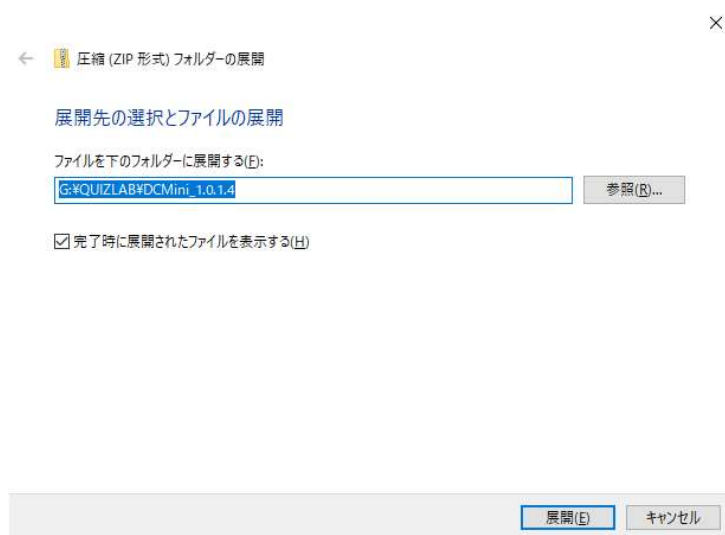 圧縮 (ZIP 形式) フォルダーの展開
展開先の選択とファイルの展開
ファイルを下のフォルダーに展開する(F):
G:¥QUIZLAB¥DCMini_1.0.1.4
参照(R)...
完了時に展開されたファイルを表示する(H)
展開(E)
キャンセル